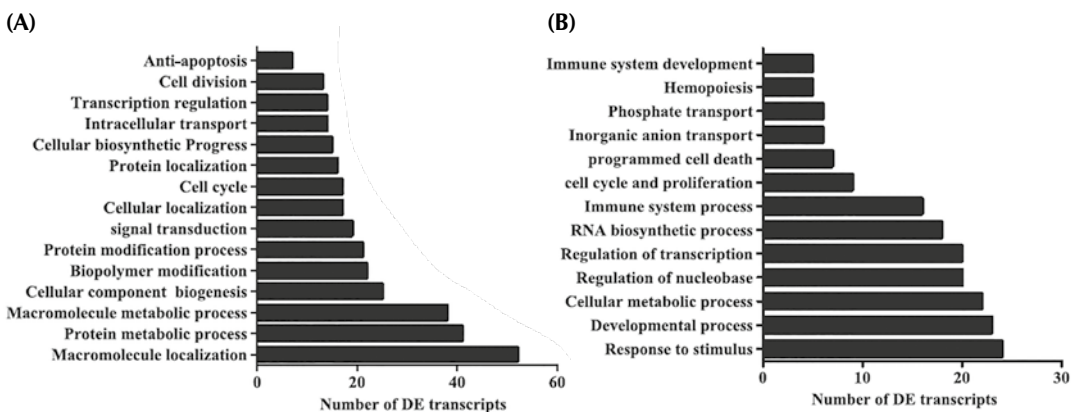 (A)
Anti-apoptosis
Cell division
Transcription regulation
Intracellular transport
Cellular biosynthetic Progress
Protein localization
Cell cycle
Cellular localization
signal transduction
Protein modification process
Biopolymer modification
Cellular component biogenesis
Macromolecule metabolic process
Protein metabolic process
Macromolecule localization
0 20 40 60
Number of DE transcripts
(B)
Immune system development
Hemopoiesis
Phosphate transport
Inorganic anion transport
programmed cell death
cell cycle and proliferation
Immune system process
RNA biosynthetic process
Regulation of transcription
Regulation of nucleobase
Cellular metabolic process
Developmental process
Response to stimulus
0 10 20 30
Number of DE transcripts